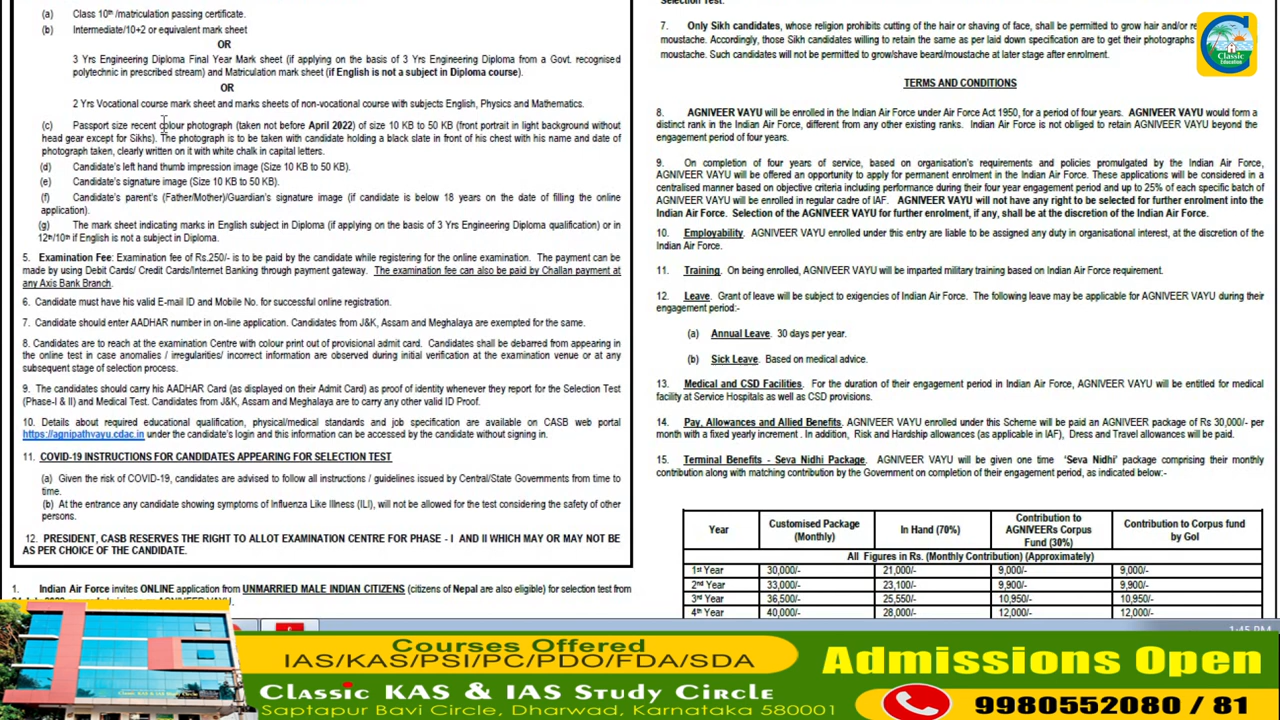 (a) Class 10th /matriculation passing certificate.
(b) Intermediate/10+2 or equivalent mark sheet
OR
3 Yrs Engineering Diploma Final Year Mark sheet (if applying on the basis of 3 Yrs Engineering Diploma from a Govt. recognised
polytechnic in prescribed stream) and Matriculation mark sheet (if English is not a subject in Diploma course).
OR
2 Yrs Vocational course mark sheet and marks sheets of non-vocational course with subjects English, Physics and Mathematics.
(c) Passport size recent colour photograph (taken not before April 2022) of size 10 KB to 50 KB (front portrait in light background without
head gear except for Sikhs). The photograph is to be taken with candidate holding a black slate in front of his chest with his name and date of
photograph taken, clearly written on it with white chalk in capital letters.
(d) Candidate's left hand thumb impression image (Size 10 KB to 50 KB).
(e) Candidate's signature image (Size 10 KB to 50 KB).
(f) Candidate's parent's (Father/Mother)/Guardian's signature image (if candidate is below 18 years on the date of filling the online
application).
(g) The mark sheet indicating marks in English subject in Diploma (if applying on the basis of 3 Yrs Engineering Diploma qualification) or in
12th/10th if English is not a subject in Diploma.
5. Examination Fee: Examination fee of Rs.250/- is to be paid by the candidate while registering for the online examination. The payment can be
made by using Debit Cards/ Credit Cards/Internet Banking through payment gateway. The examination fee can also be paid by Challan payment at
any Axis Bank Branch.
6. Candidate must have his valid E-mail ID and Mobile No. for successful online registration.
7. Candidate should enter AADHAR number in on-line application. Candidates from J&K, Assam and Meghalaya are exempted for the same.
8. Candidates are to reach at the examination Centre with colour print out of provisional admit card. Candidates shall be debarred from appearing in
the online test in case anomalies / irregularities/ incorrect information are observed during initial verification at the examination venue or at any
subsequent stage of selection process.
9. The candidates should carry his AADHAR Card (as displayed on their Admit Card) as proof of identity whenever they report for the Selection Test
(Phase-I & II) and Medical Test. Candidates from J&K, Assam and Meghalaya are to carry any other valid ID Proof.
10. Details about required educational qualification, physical/medical standards and job specification are available on CASB web portal
https://agnipathvayu.cdac.in under the candidate's login and this information can be accessed by the candidate without signing in.
11. COVID-19 INSTRUCTIONS FOR CANDIDATES APPEARING FOR SELECTION TEST
(a) Given the risk of COVID-19, candidates are advised to follow all instructions / guidelines issued by Central/State Governments from time to
time.
(b) At the entrance any candidate showing symptoms of Influenza Like Illness (ILI), will not be allowed for the test considering the safety of other
persons.
12. PRESIDENT, CASB RESERVES THE RIGHT TO ALLOT EXAMINATION CENTRE FOR PHASE - I AND II WHICH MAY OR MAY NOT BE
AS PER CHOICE OF THE CANDIDATE.
1. Indian Air Force invites ONLINE application from UNMARRIED MALE INDIAN CITIZENS (citizens of Nepal are also eligible) for selection test from
Selection Test.
7. Only Sikh candidates, whose religion prohibits cutting of the hair or shaving of face, shall be permitted to grow hair and/or re
moustache. Accordingly, those Sikh candidates willing to retain the same as per laid down specification are to get their photographs
moustache. Such candidates will not be permitted to grow/shave beard/moustache at later stage after enrolment.
TERMS AND CONDITIONS
8. AGNIVEER VAYU will be enrolled in the Indian Air Force under Air Force Act 1950, for a period of four years. AGNIVEER VAYU would form a
distinct rank in the Indian Air Force, different from any other existing ranks. Indian Air Force is not obliged to retain AGNIVEER VAYU beyond the
engagement period of four years.
9. On completion of four years of service, based on organisation's requirements and policies promulgated by the Indian Air Force,
AGNIVEER VAYU will be offered an opportunity to apply for permanent enrolment in the Indian Air Force. These applications will be considered in a
centralised manner based on objective criteria including performance during their four year engagement period and up to 25% of each specific batch of
AGNIVEER VAYU will be enrolled in regular cadre of IAF. AGNIVEER VAYU will not have any right to be selected for further enrolment into the
Indian Air Force. Selection of the AGNIVEER VAYU for further enrolment, if any, shall be at the discretion of the Indian Air Force.
10. Employability. AGNIVEER VAYU enrolled under this entry are liable to be assigned any duty in organisational interest, at the discretion of the
Indian Air Force.
11. Training. On being enrolled, AGNIVEER VAYU will be imparted military training based on Indian Air Force requirement.
12. Leave. Grant of leave will be subject to exigencies of Indian Air Force. The following leave may be applicable for AGNIVEER VAYU during their
engagement period:-
(a) Annual Leave. 30 days per year.
(b) Sick Leave. Based on medical advice.
13. Medical and CSD Facilities. For the duration of their engagement period in Indian Air Force, AGNIVEER VAYU will be entitled for medical
facility at Service Hospitals as well as CSD provisions.
14. Pay, Allowances and Allied Benefits. AGNIVEER VAYU enrolled under this Scheme will be paid an AGNIVEER package of Rs 30,000/- per
month with a fixed yearly increment . In addition, Risk and Hardship allowances (as applicable in IAF), Dress and Travel allowances will be paid.
15. Terminal Benefits - Seva Nidhi Package. AGNIVEER VAYU will be given one time 'Seva Nidhi' package comprising their monthly
contribution along with matching contribution by the Government on completion of their engagement period, as indicated below:-
Year Customised Package (Monthly) In Hand (70%) Contribution to AGNIVEERs Corpus Fund (30%) Contribution to Corpus fund by GoI
All Figures in Rs. (Monthly Contribution) (Approximately)
1st Year 30,000/- 21,000/- 9,000/- 9,000/-
2nd Year 33,000/- 23,100/- 9,900/- 9,900/-
3rd Year 36,500/- 25,550/- 10,950/- 10,950/-
4th Year 40,000/- 28,000/- 12,000/- 12,000/-
Classic
Education
Courses Offered
IAS/KAS/PSI/PC/PDO/FDA/SDA
Classic KAS & IAS Study Circle
Saptapur Bavi Circle, Dharwad, Karnataka 580001
Admissions Open
9980552080 / 81